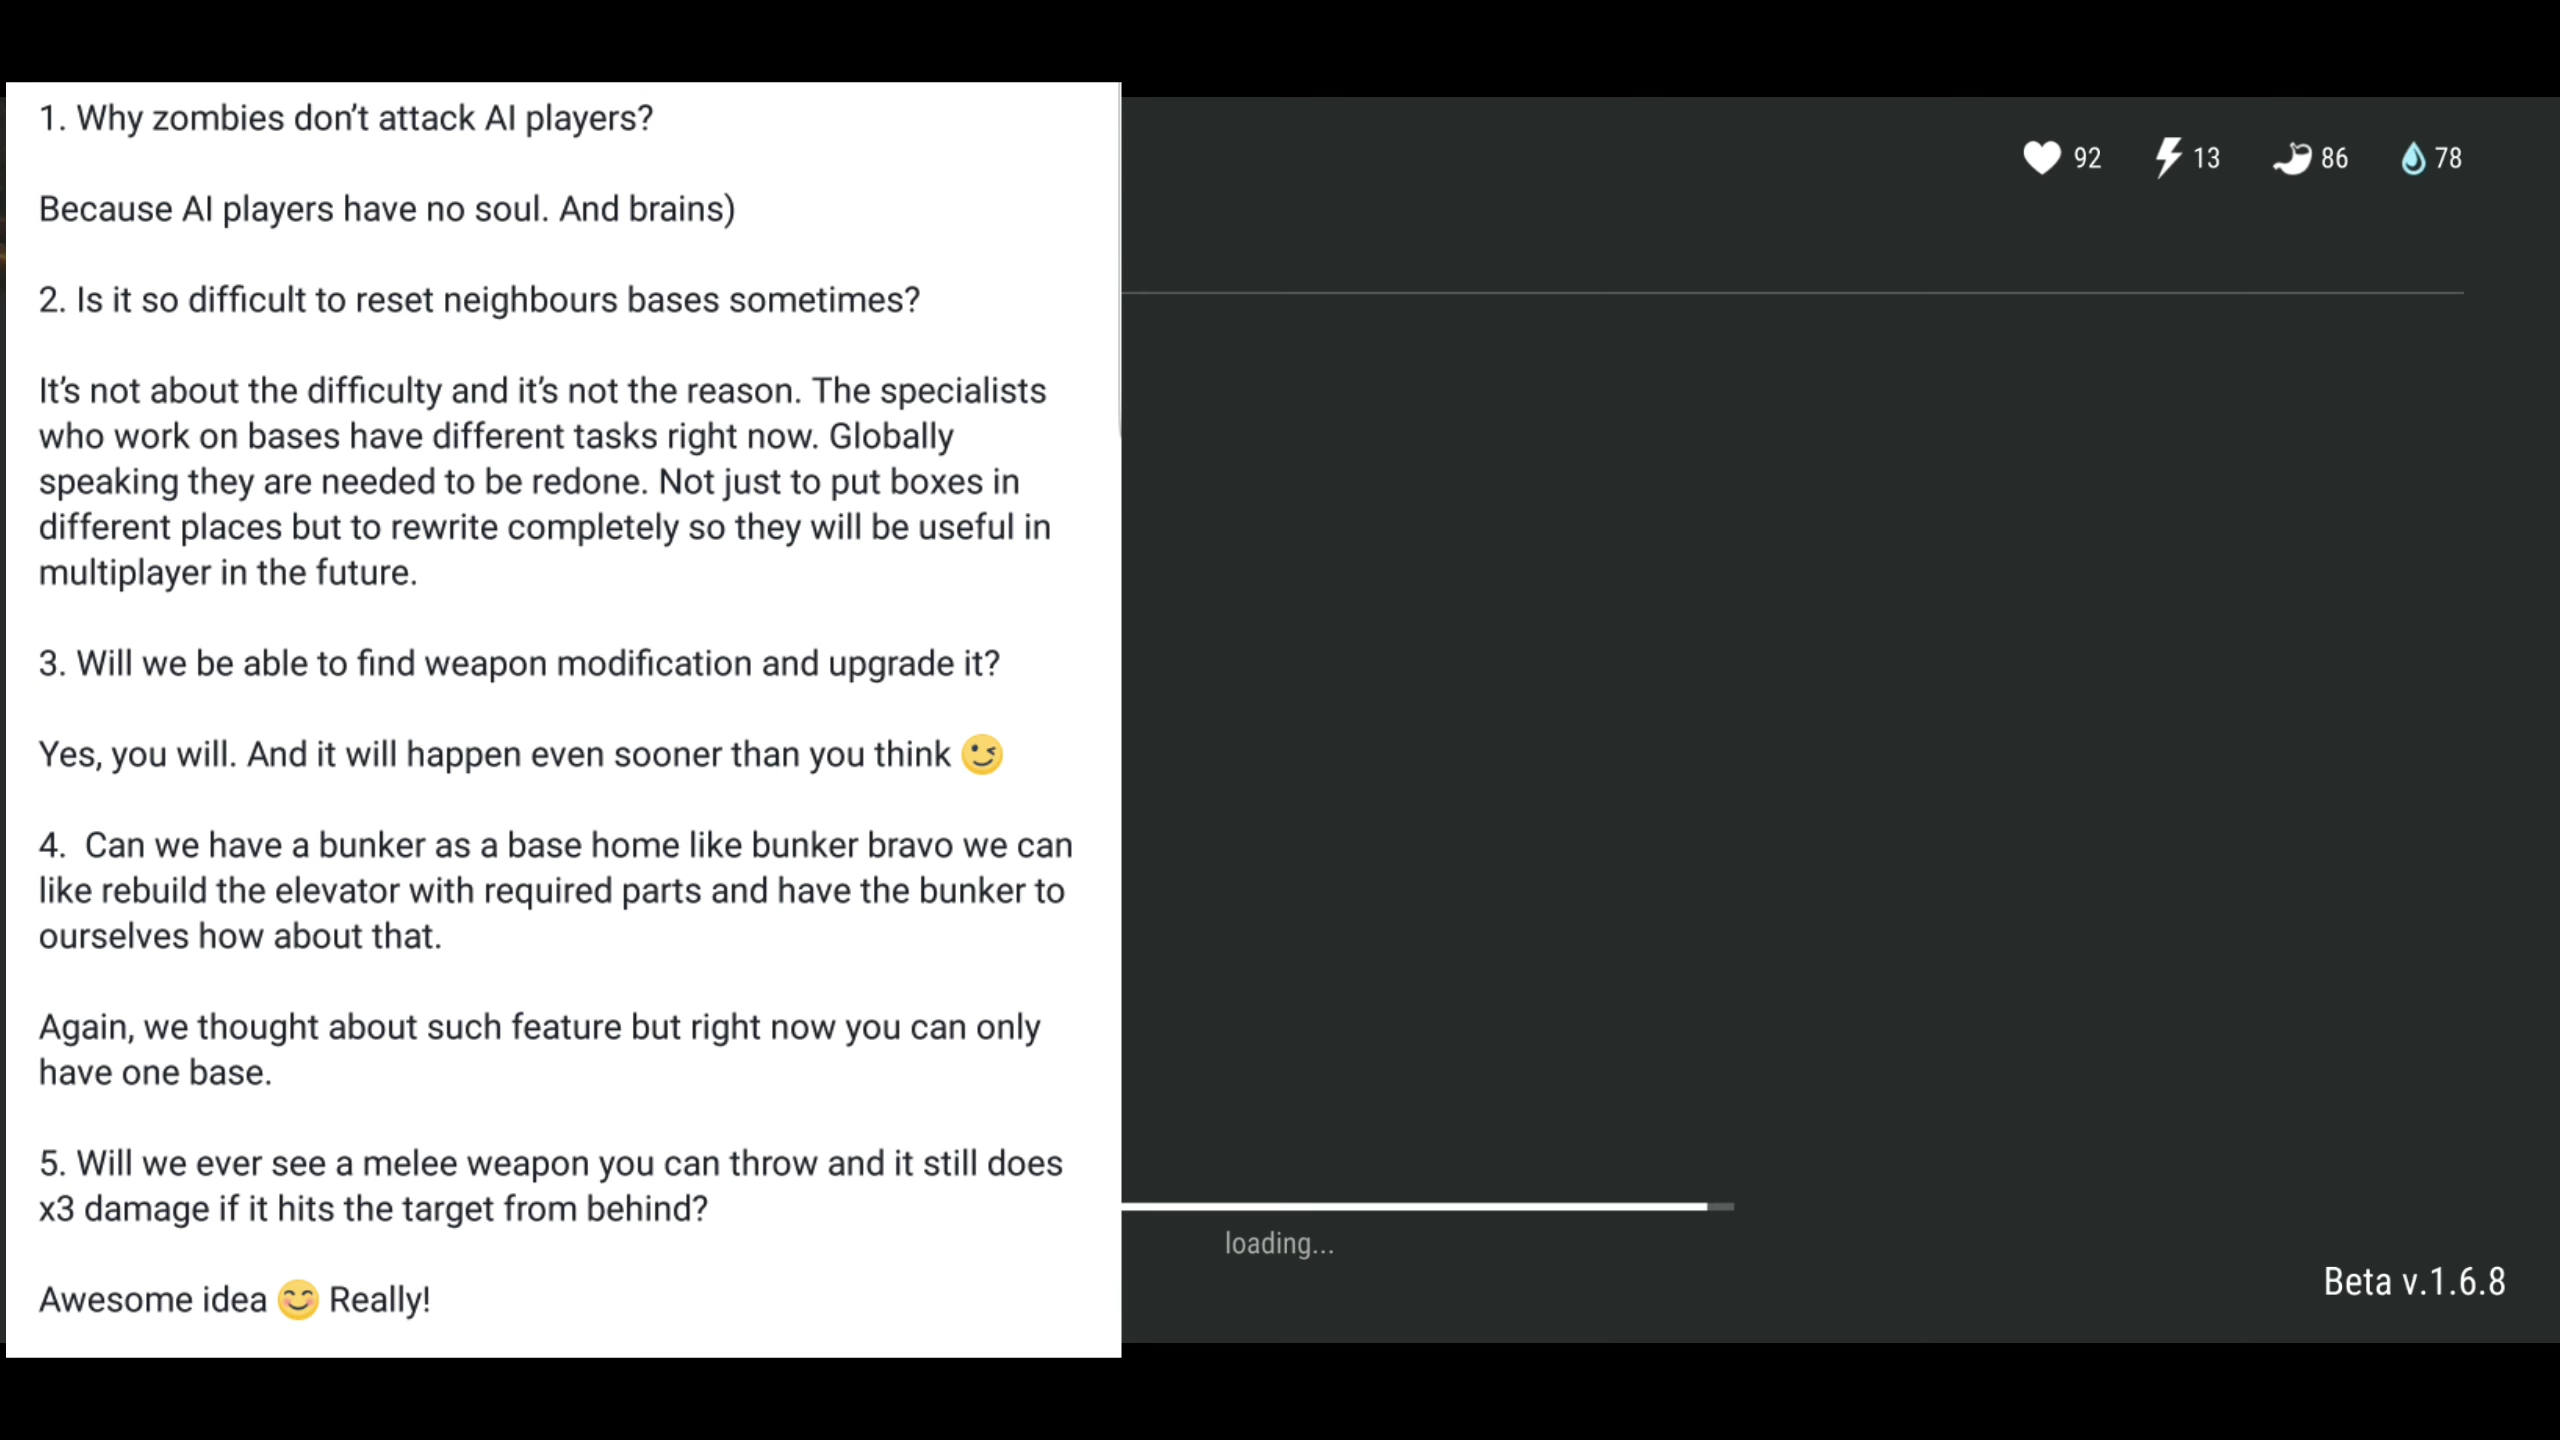 1. Why zombies don’t attack AI players?
Because AI players have no soul. And brains)
2. Is it so difficult to reset neighbours bases sometimes?
It’s not about the difficulty and it’s not the reason. The specialists
who work on bases have different tasks right now. Globally
speaking they are needed to be redone. Not just to put boxes in
different places but to rewrite completely so they will be useful in
multiplayer in the future.
3. Will we be able to find weapon modification and upgrade it?
Yes, you will. And it will happen even sooner than you think 😉
4.  Can we have a bunker as a base home like bunker bravo we can
like rebuild the elevator with required parts and have the bunker to
ourselves how about that.
Again, we thought about such feature but right now you can only
have one base.
5. Will we ever see a melee weapon you can throw and it still does
x3 damage if it hits the target from behind?
Awesome idea 😊 Really!
92 13 86 78
loading...
Beta v.1.6.8